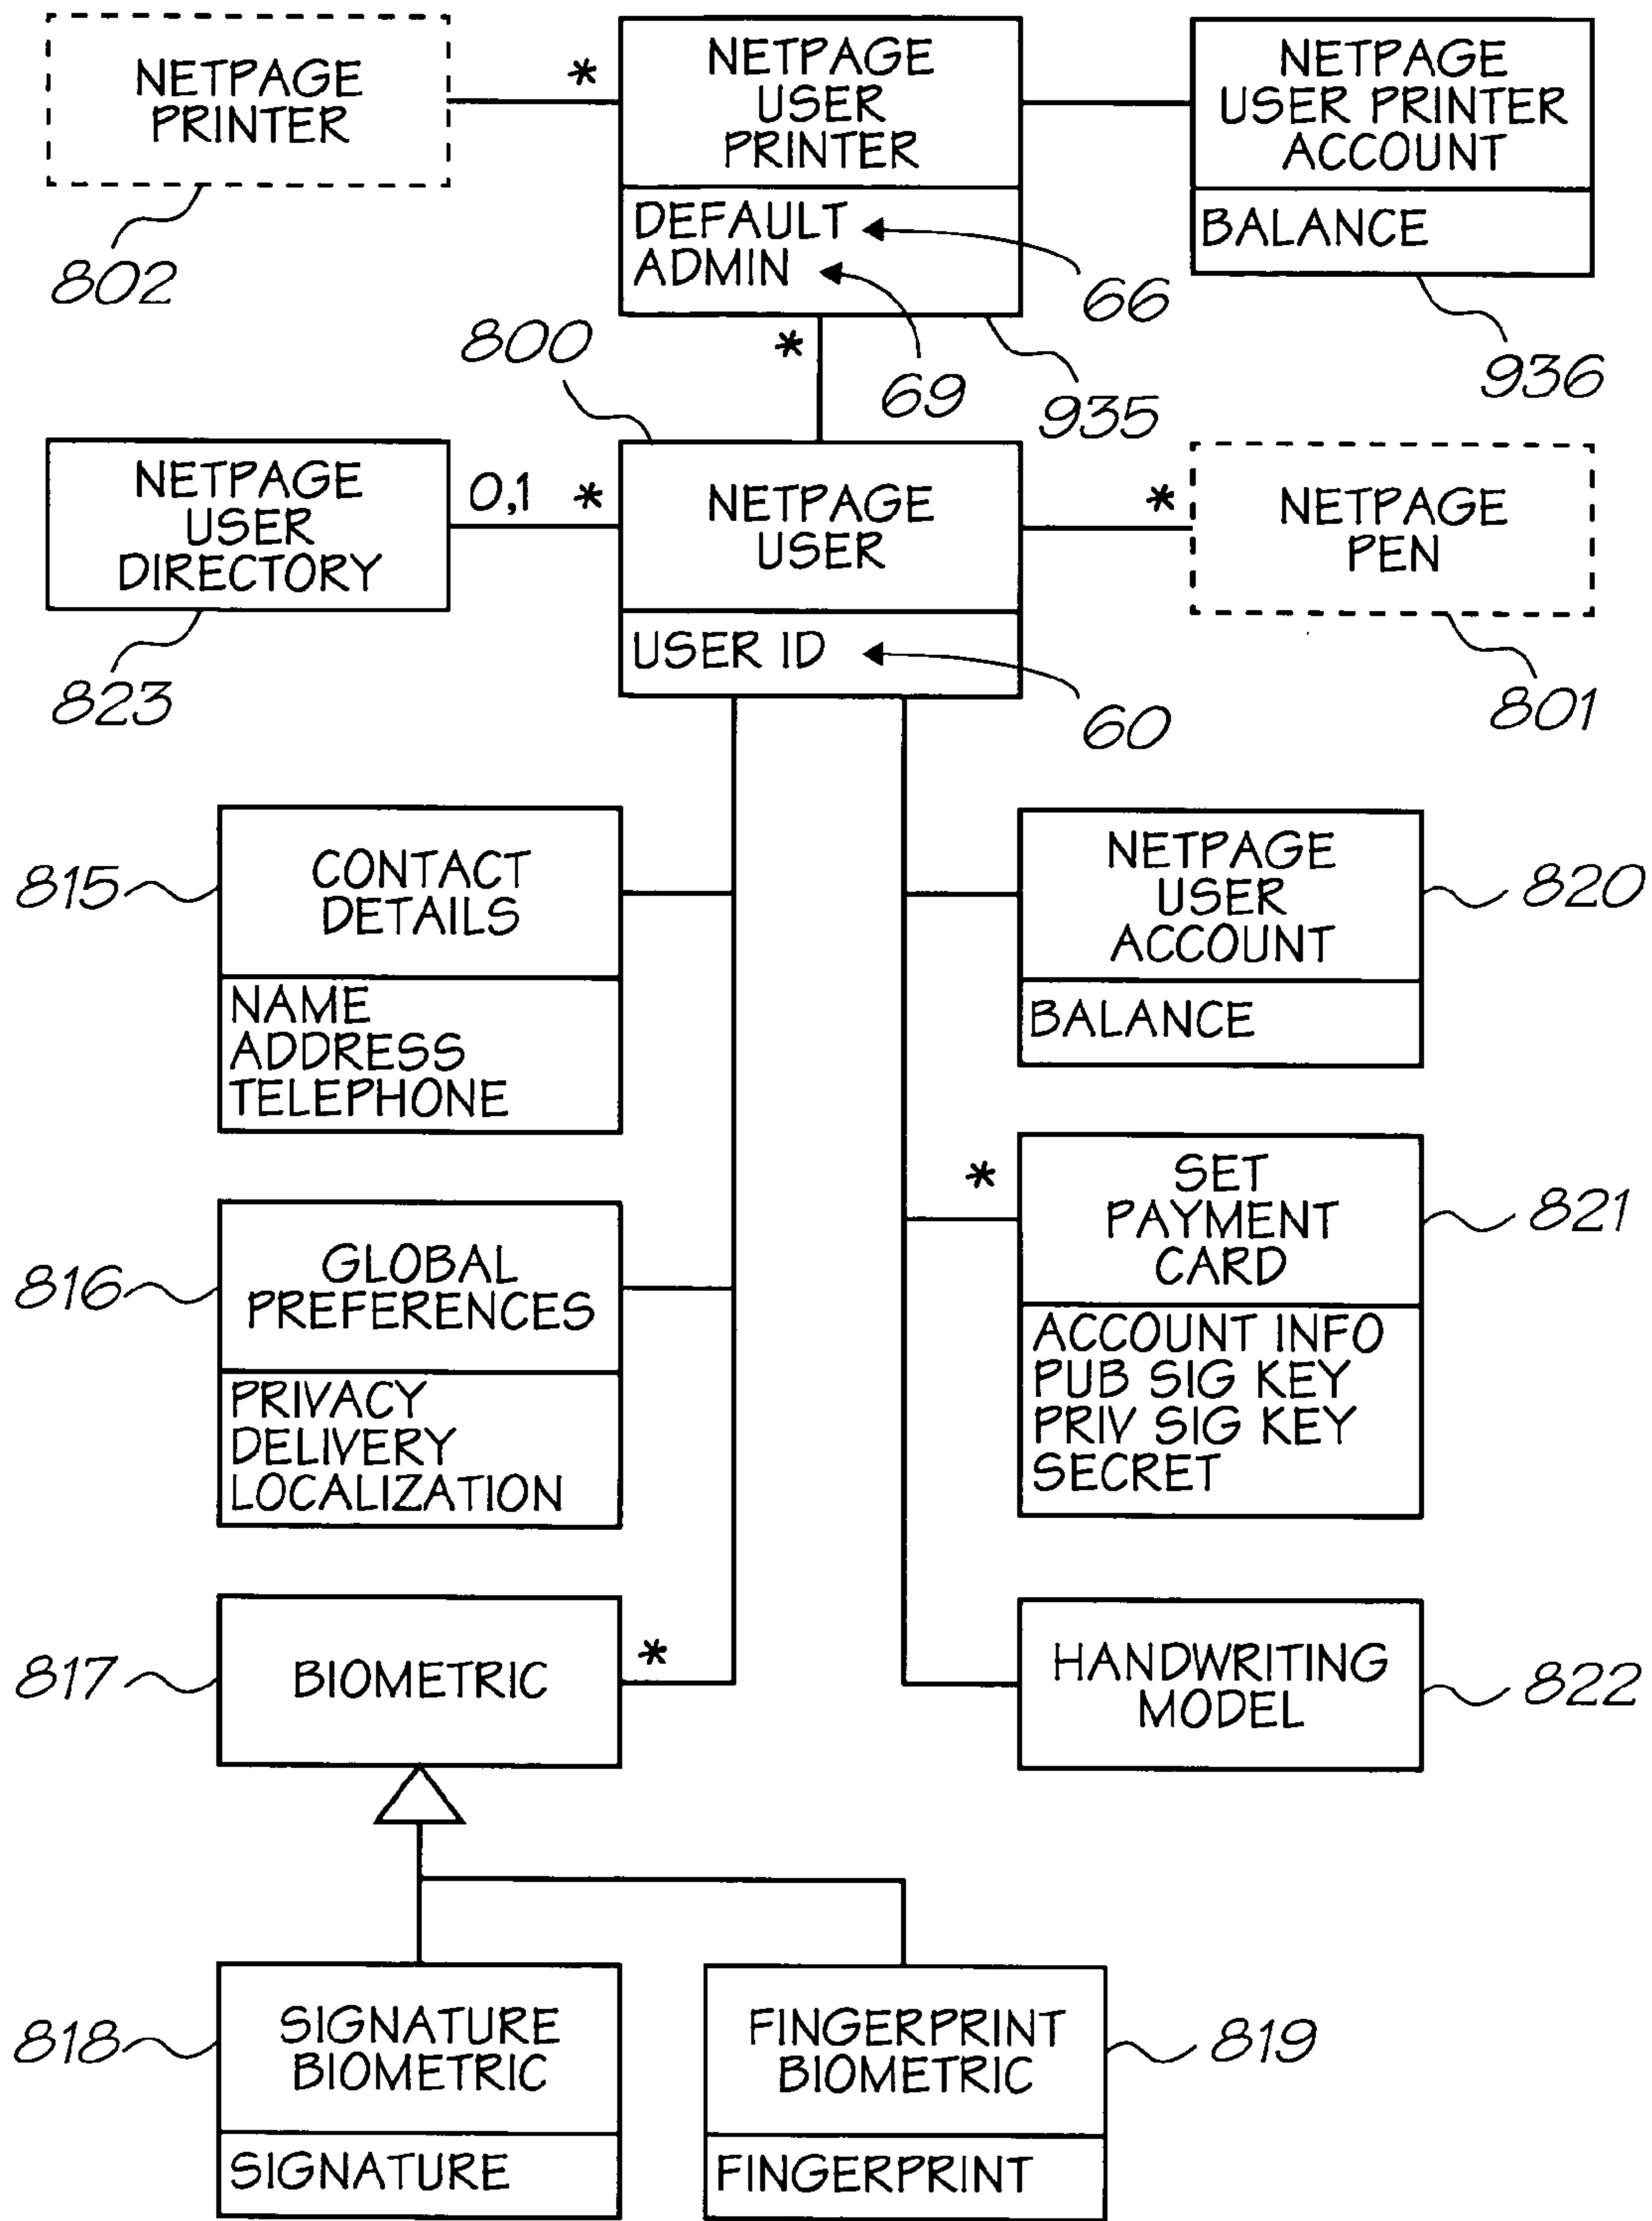 NETPAGE
PRINTER
802
*
NETPAGE
USER
PRINTER
DEFAULT
ADMIN
66
69
935
NETPAGE
USER PRINTER
ACCOUNT
BALANCE
936
*
800
NETPAGE
USER
DIRECTORY
823
0,1 *
NETPAGE
USER
USER ID
60
*
NETPAGE
PEN
801
815
CONTACT
DETAILS
NAME
ADDRESS
TELEPHONE
NETPAGE
USER
ACCOUNT
BALANCE
820
816
GLOBAL
PREFERENCES
PRIVACY
DELIVERY
LOCALIZATION
*
SET
PAYMENT
CARD
ACCOUNT INFO
PUB SIG KEY
PRIV SIG KEY
SECRET
821
817
BIOMETRIC
*
HANDWRITING
MODEL
822
818
SIGNATURE
BIOMETRIC
SIGNATURE
FINGERPRINT
BIOMETRIC
FINGERPRINT
819